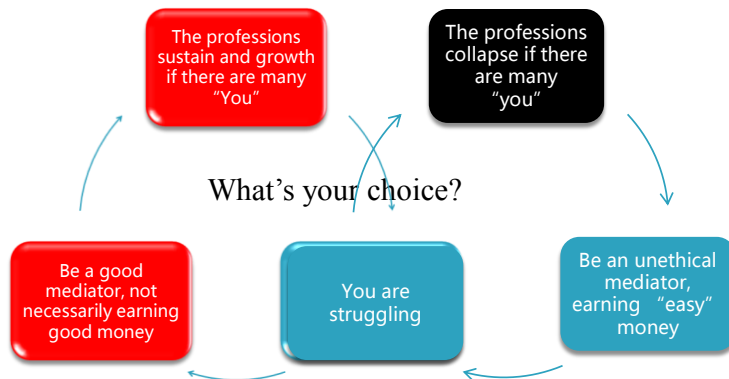 The professions
sustain and growth
if there are many
“You”
The professions
collapse if there
are many
“you”
What’s your choice?
Be a good
mediator, not
necessarily earning
good money
You are
struggling
Be an unethical
mediator,
earning “easy”
money